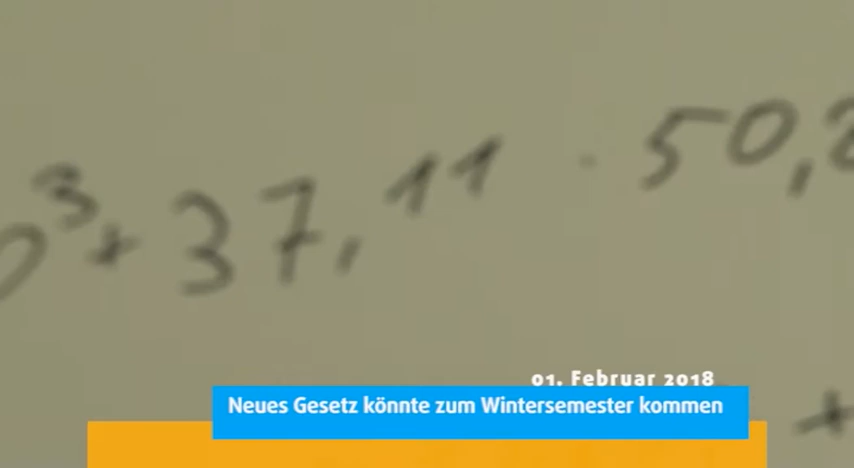 ³+ 37,11 · 50,
01. Februar 2018
Neues Gesetz könnte zum Wintersemester kommen
+